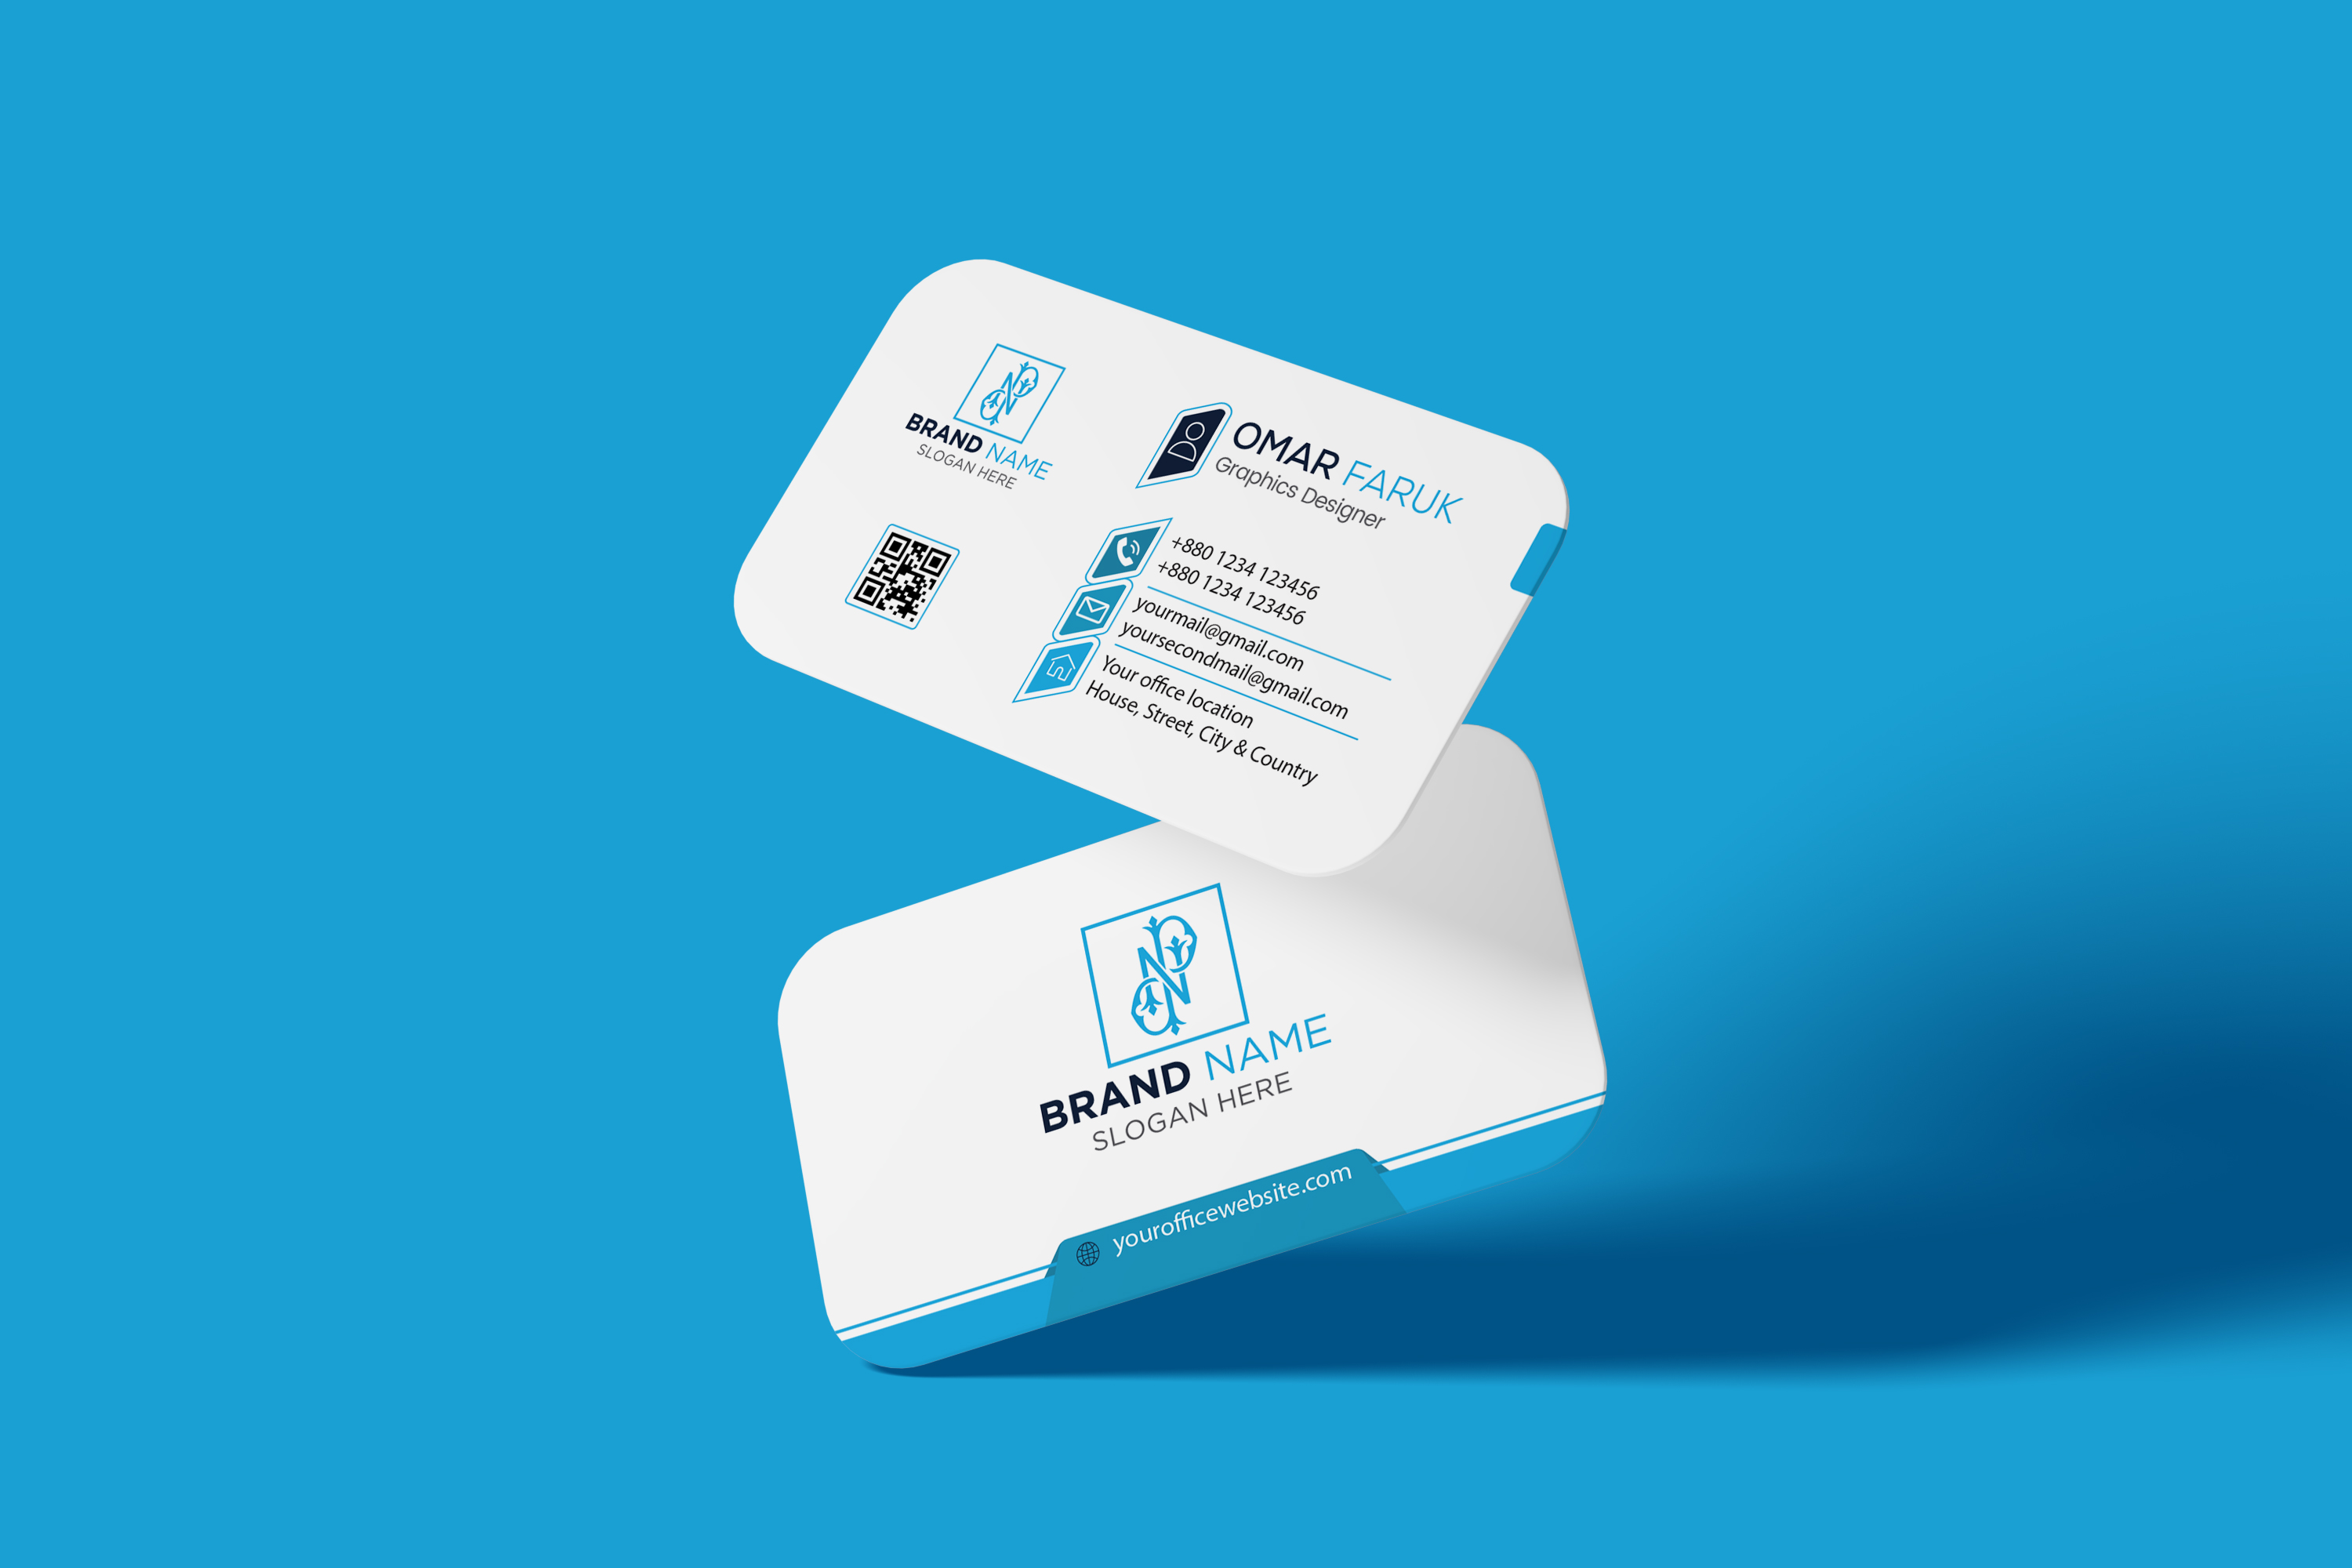 BRAND NAME
SLOGAN HERE
OMAR FARUK
Graphics Designer
+880 1234 123456
+880 1234 123456
yourmail@gmail.com
yoursecondmail@gmail.com
Your office location
House, Street, City & Country
BRAND NAME
SLOGAN HERE
yourofficewebsite.com